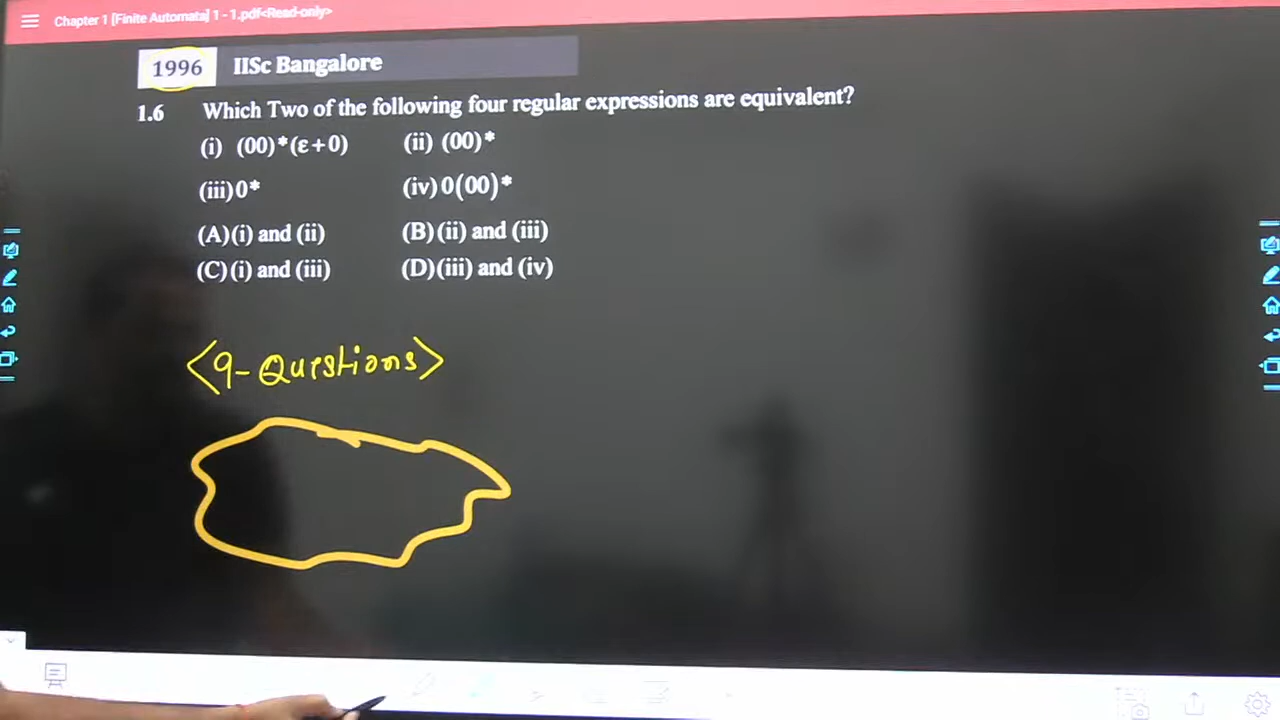 Chapter 1 [Finite Automata] 1 - 1.pdf<Read-only>
1996 IISc Bangalore
1.6 Which Two of the following four regular expressions are equivalent?
(i) (00)*(ε+0) (ii) (00)*
(iii) 0* (iv) 0(00)*
(A) (i) and (ii) (B) (ii) and (iii)
(C) (i) and (iii) (D) (iii) and (iv)
<9-Questions>